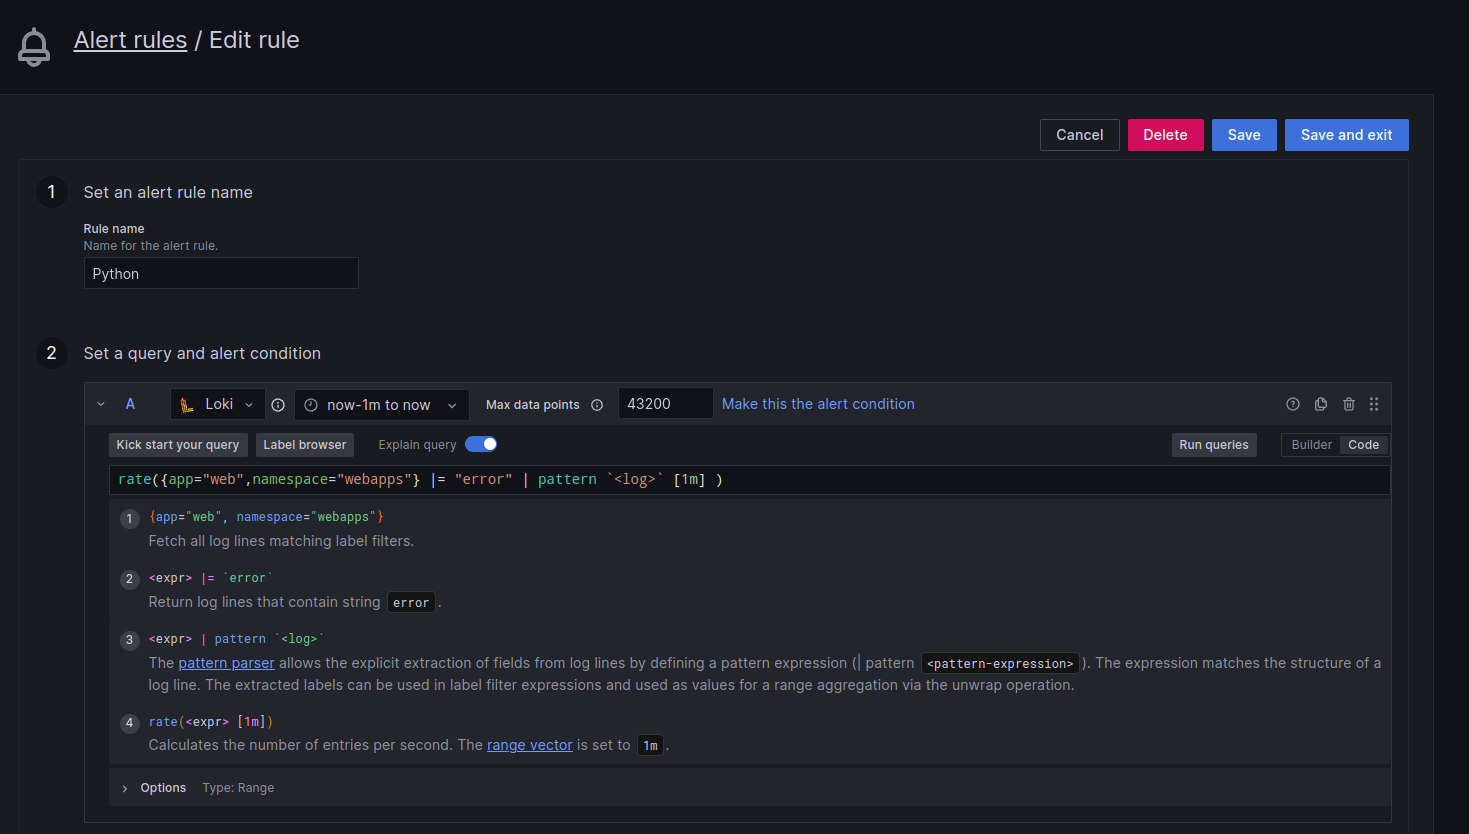 Alert rules / Edit rule
Cancel Delete Save Save and exit
1 Set an alert rule name
Rule name
Name for the alert rule.
Python
2 Set a query and alert condition
A Loki now-1m to now Max data points 43200 Make this the alert condition
Kick start your query Label browser Explain query Run queries Builder Code
rate({app="web",namespace="webapps"} |= "error" | pattern `<log>` [1m] )
1 {app="web", namespace="webapps"}
Fetch all log lines matching label filters.
2 <expr> |= `error`
Return log lines that contain string error .
3 <expr> | pattern `<log>`
The pattern parser allows the explicit extraction of fields from log lines by defining a pattern expression (| pattern <pattern-expression> ). The expression matches the structure of a
log line. The extracted labels can be used in label filter expressions and used as values for a range aggregation via the unwrap operation.
4 rate(<expr> [1m])
Calculates the number of entries per second. The range vector is set to 1m .
Options Type: Range